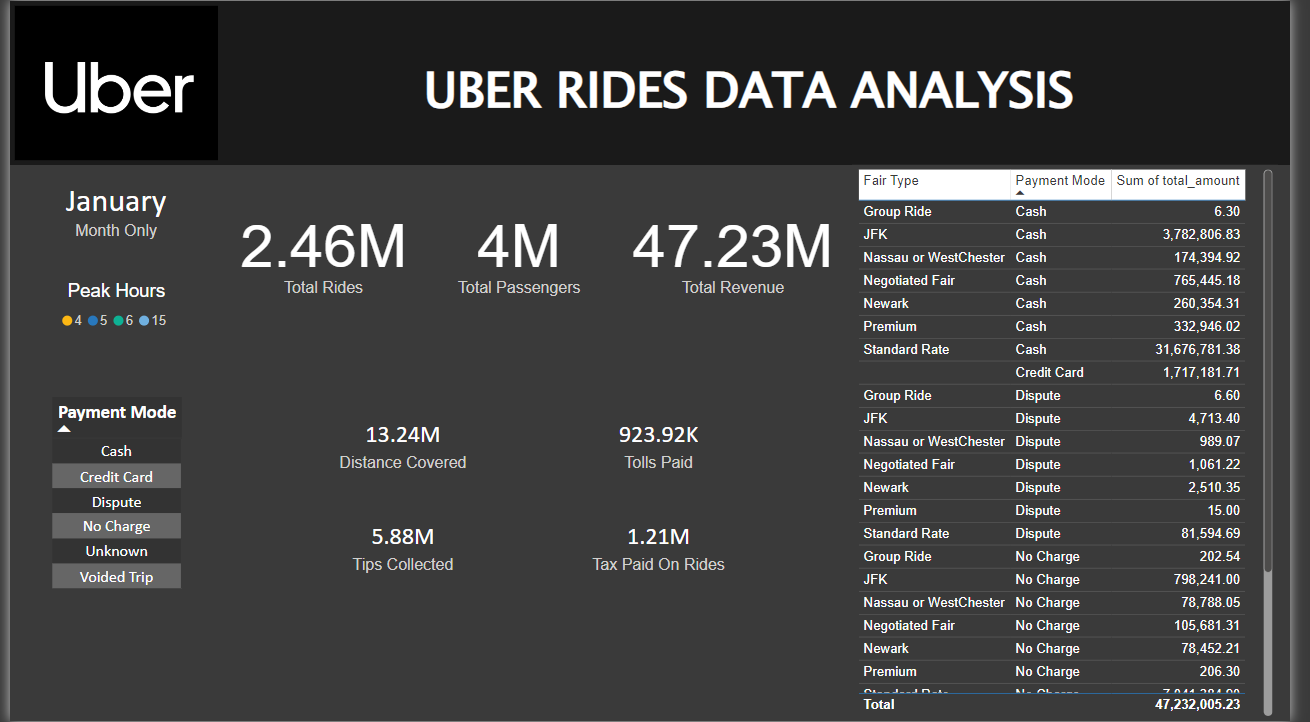 Uber
UBER RIDES DATA ANALYSIS
January
Month Only
Peak Hours
4 5 6 15
2.46M
Total Rides
4M
Total Passengers
47.23M
Total Revenue
Payment Mode
Cash
Credit Card
Dispute
No Charge
Unknown
Voided Trip
13.24M
Distance Covered
923.92K
Tolls Paid
5.88M
Tips Collected
1.21M
Tax Paid On Rides
Fair Type Payment Mode Sum of total_amount
Group Ride Cash 6.30
JFK Cash 3,782,806.83
Nassau or WestChester Cash 174,394.92
Negotiated Fair Cash 765,445.18
Newark Cash 260,354.31
Premium Cash 332,946.02
Standard Rate Cash 31,676,781.38
Credit Card 1,717,181.71
Group Ride Dispute 6.60
JFK Dispute 4,713.40
Nassau or WestChester Dispute 989.07
Negotiated Fair Dispute 1,061.22
Newark Dispute 2,510.35
Premium Dispute 15.00
Standard Rate Dispute 81,594.69
Group Ride No Charge 202.54
JFK No Charge 798,241.00
Nassau or WestChester No Charge 78,788.05
Negotiated Fair No Charge 105,681.31
Newark No Charge 78,452.21
Premium No Charge 206.30
Standard Rate No Charge
Total 47,232,005.23